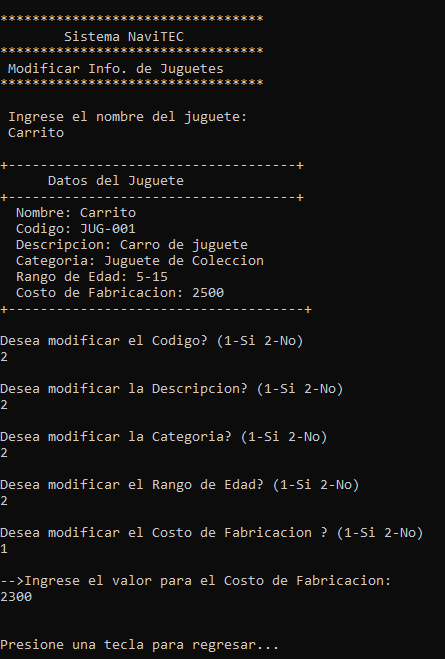 *********************************
Sistema NaviTEC
*********************************
Modificar Info. de Juguetes
*********************************
Ingrese el nombre del juguete:
Carrito
+------------------------------------+
Datos del Juguete
+------------------------------------+
Nombre: Carrito
Codigo: JUG-001
Descripcion: Carro de juguete
Categoria: Juguete de Coleccion
Rango de Edad: 5-15
Costo de Fabricacion: 2500
+-------------------------------------+
Desea modificar el Codigo? (1-Si 2-No)
2
Desea modificar la Descripcion? (1-Si 2-No)
2
Desea modificar la Categoria? (1-Si 2-No)
2
Desea modificar el Rango de Edad? (1-Si 2-No)
2
Desea modificar el Costo de Fabricacion ? (1-Si 2-No)
1
-->Ingrese el valor para el Costo de Fabricacion:
2300
Presione una tecla para regresar...